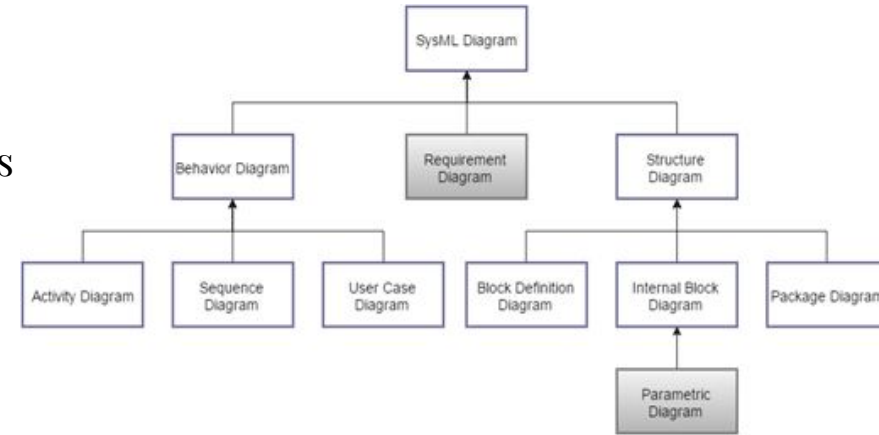 SysML Diagram
s
Behavior Diagram
Requirement
Diagram
Structure
Diagram
Activity Diagram
Sequence
Diagram
User Case
Diagram
Block Definition
Diagram
Internal Block
Diagram
Package Diagram
Parametric
Diagram